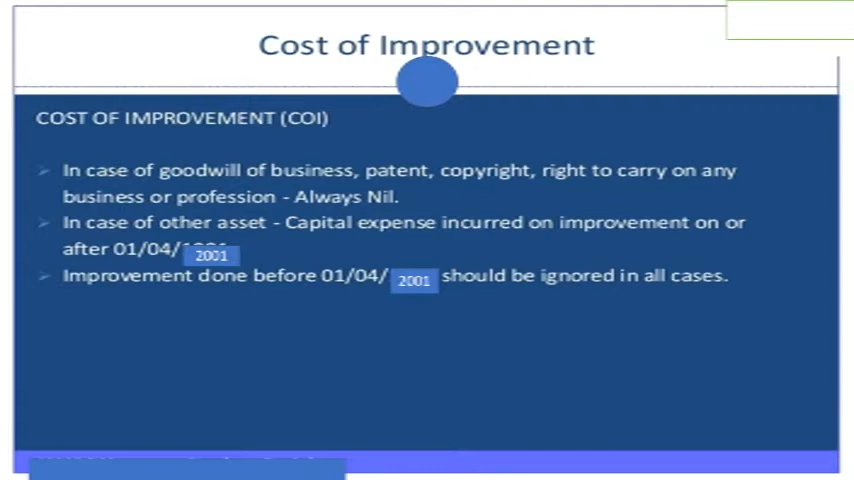 Cost of Improvement
COST OF IMPROVEMENT (COI)
In case of goodwill of business, patent, copyright, right to carry on any
business or profession - Always Nil.
In case of other asset - Capital expense incurred on improvement on or
after 01/04/ 2001
Improvement done before 01/04/ 2001 should be ignored in all cases.